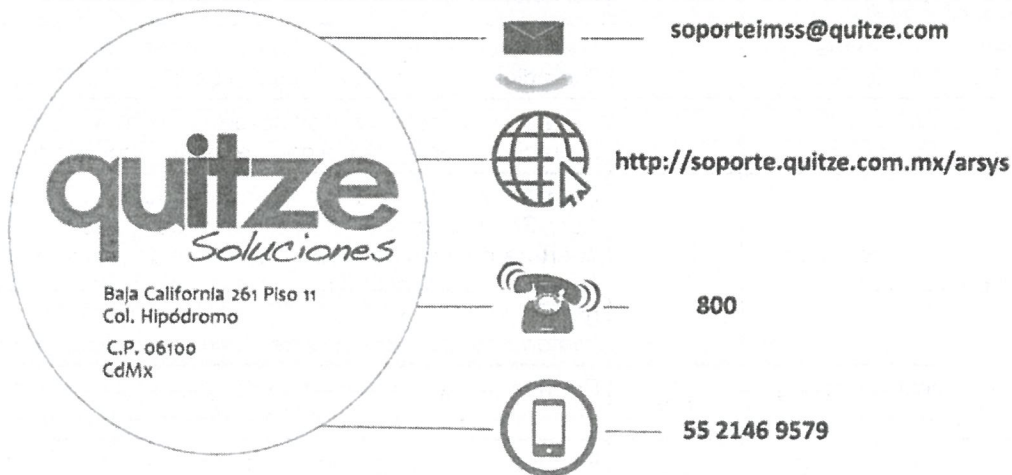 quitze
Soluciones
Baja California 261 Piso 11
Col. Hipódromo
C.P. 06100
CdMx
soporteimss@quitze.com
http://soporte.quitze.com.mx/arsys
800
55 2146 9579